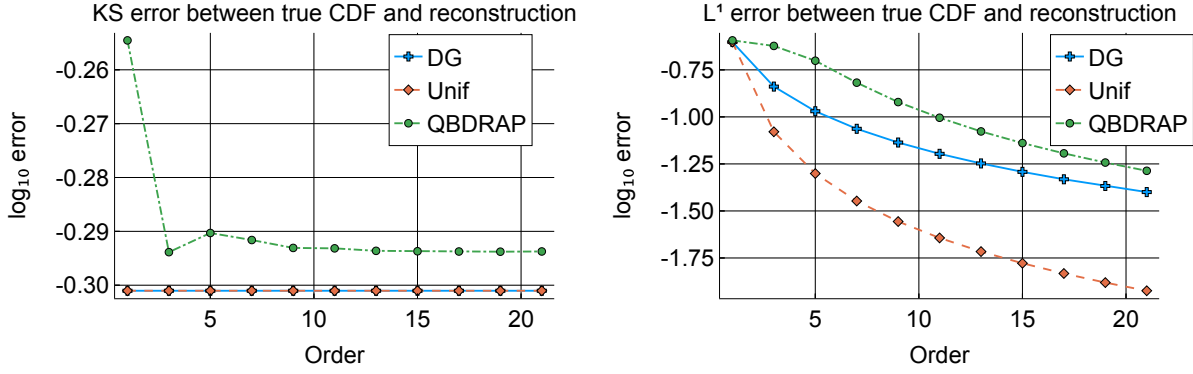 KS error between true CDF and reconstruction
log₁₀ error
-0.26
-0.27
-0.28
-0.29
-0.30
5
10
15
20
Order
DG
Unif
QBDRAP
L¹ error between true CDF and reconstruction
log₁₀ error
-0.75
-1.00
-1.25
-1.50
-1.75
5
10
15
20
Order
DG
Unif
QBDRAP